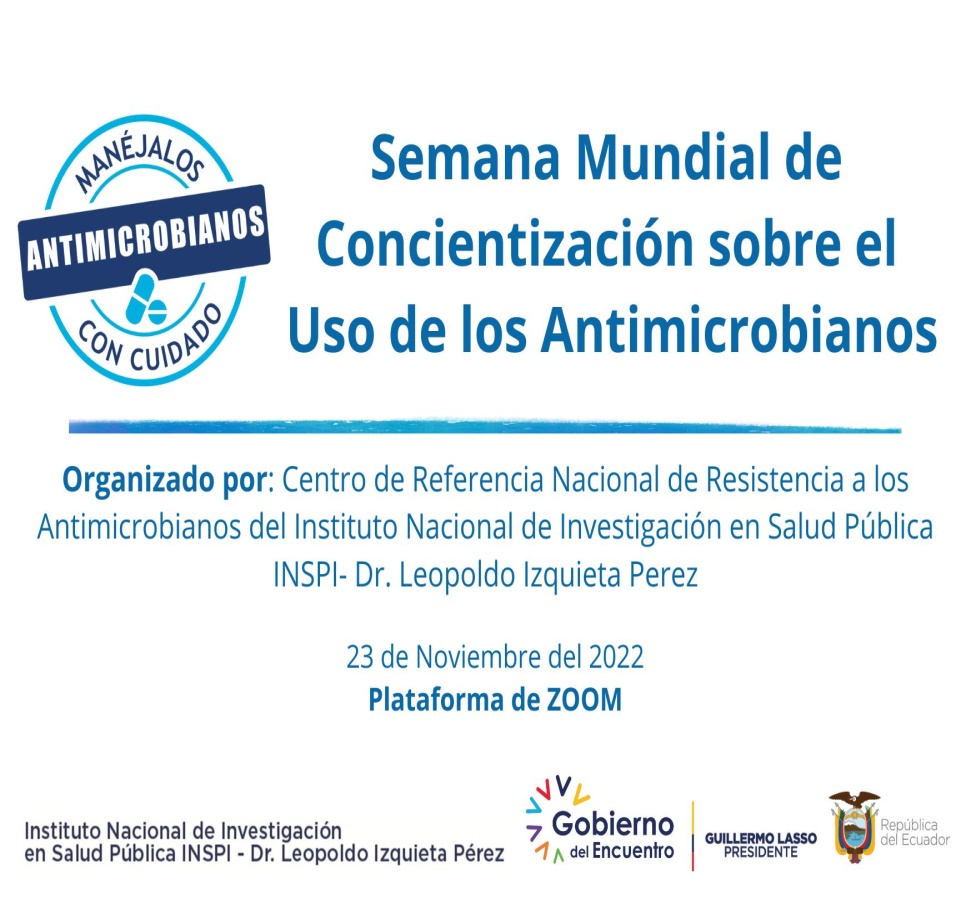 MANÉJALOS
ANTIMICROBIANOS
CON CUIDADO
Semana Mundial de
Concientización sobre el
Uso de los Antimicrobianos
Organizado por: Centro de Referencia Nacional de Resistencia a los
Antimicrobianos del Instituto Nacional de Investigación en Salud Pública
INSPI- Dr. Leopoldo Izquieta Perez
23 de Noviembre del 2022
Plataforma de ZOOM
Instituto Nacional de Investigación
en Salud Pública INSPI - Dr. Leopoldo Izquieta Pérez
Gobierno
del Encuentro
GUILLERMO LASSO
PRESIDENTE
República
del Ecuador